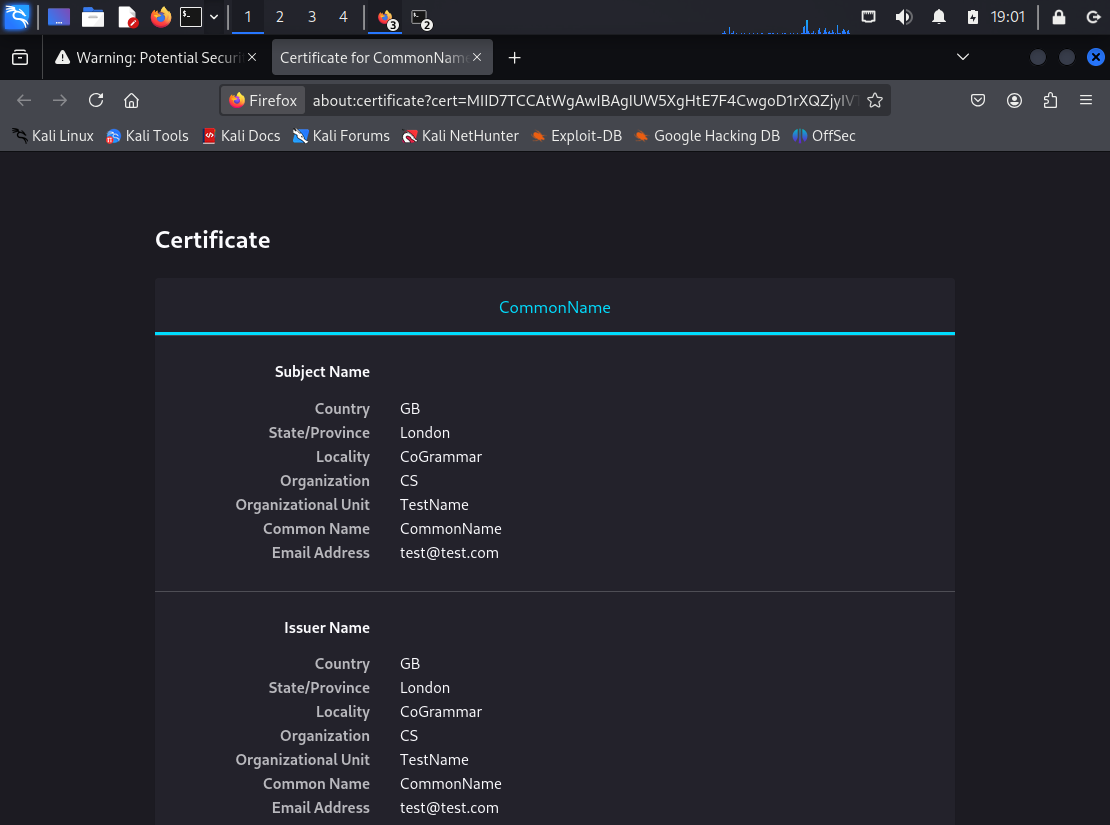 1 2 3 4 3 2 19:01
Warning: Potential Securi Certificate for CommonName
Firefox about:certificate?cert=MIID7TCCAtWgAwIBAgIUW5XgHtE7F4CwgoD1rXQZjyIV
Kali Linux Kali Tools Kali Docs Kali Forums Kali NetHunter Exploit-DB Google Hacking DB OffSec
Certificate
CommonName
Subject Name
Country GB
State/Province London
Locality CoGrammar
Organization CS
Organizational Unit TestName
Common Name CommonName
Email Address test@test.com
Issuer Name
Country GB
State/Province London
Locality CoGrammar
Organization CS
Organizational Unit TestName
Common Name CommonName
Email Address test@test.com